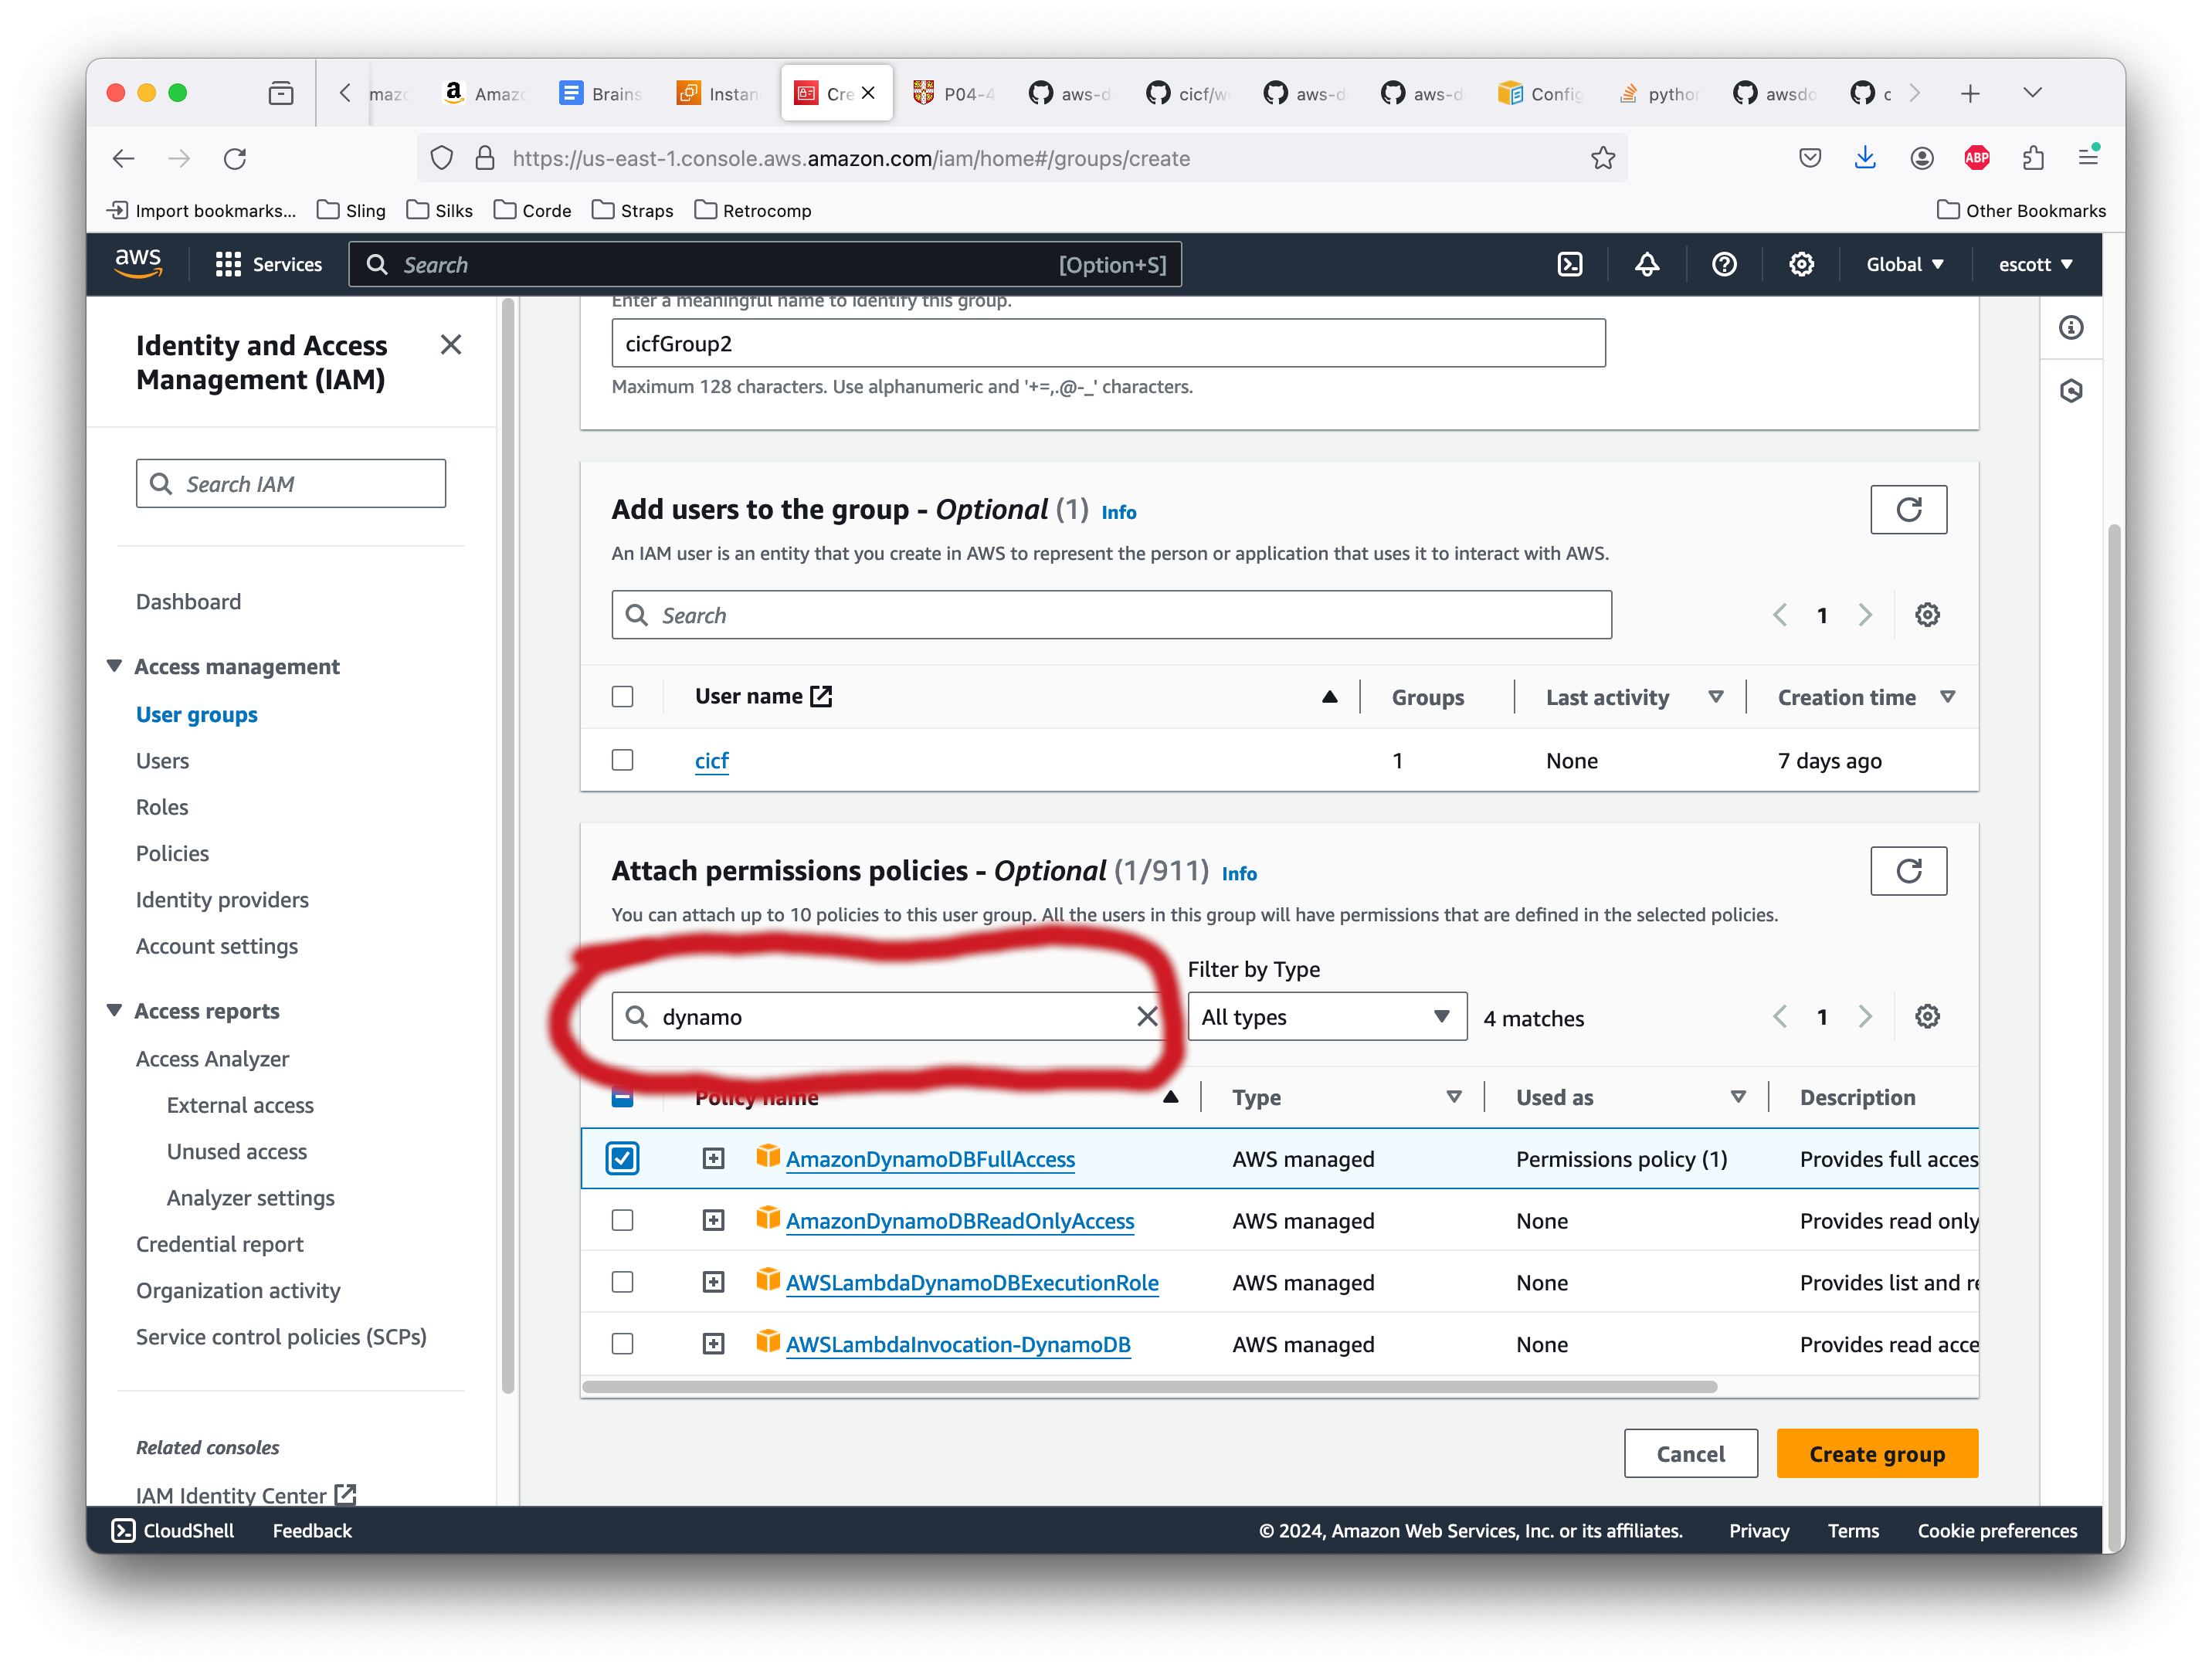 Amaz
Brains
Instan
Cre
P04-4
aws-d
cicf/w
aws-d
aws-d
Config
python
awsdo
c
https://us-east-1.console.aws.amazon.com/iam/home#/groups/create
ABP
Import bookmarks...
Sling
Silks
Corde
Straps
Retrocomp
Other Bookmarks
aws
Services
Search
[Option+S]
Global
escott
Identity and Access
Management (IAM)
Search IAM
Dashboard
Access management
User groups
Users
Roles
Policies
Identity providers
Account settings
Access reports
Access Analyzer
External access
Unused access
Analyzer settings
Credential report
Organization activity
Service control policies (SCPs)
Related consoles
IAM Identity Center
Enter a meaningful name to identify this group.
cicfGroup2
Maximum 128 characters. Use alphanumeric and '+=,.@-_' characters.
Add users to the group - Optional (1) Info
An IAM user is an entity that you create in AWS to represent the person or application that uses it to interact with AWS.
Search
1
User name Groups Last activity Creation time
cicf 1 None 7 days ago
Attach permissions policies - Optional (1/911) Info
You can attach up to 10 policies to this user group. All the users in this group will have permissions that are defined in the selected policies.
Filter by Type
dynamo All types 4 matches 1
Policy name Type Used as Description
AmazonDynamoDBFullAccess AWS managed Permissions policy (1) Provides full acces
AmazonDynamoDBReadOnlyAccess AWS managed None Provides read only
AWSLambdaDynamoDBExecutionRole AWS managed None Provides list and re
AWSLambdaInvocation-DynamoDB AWS managed None Provides read acce
Cancel Create group
CloudShell Feedback © 2024, Amazon Web Services, Inc. or its affiliates. Privacy Terms Cookie preferences